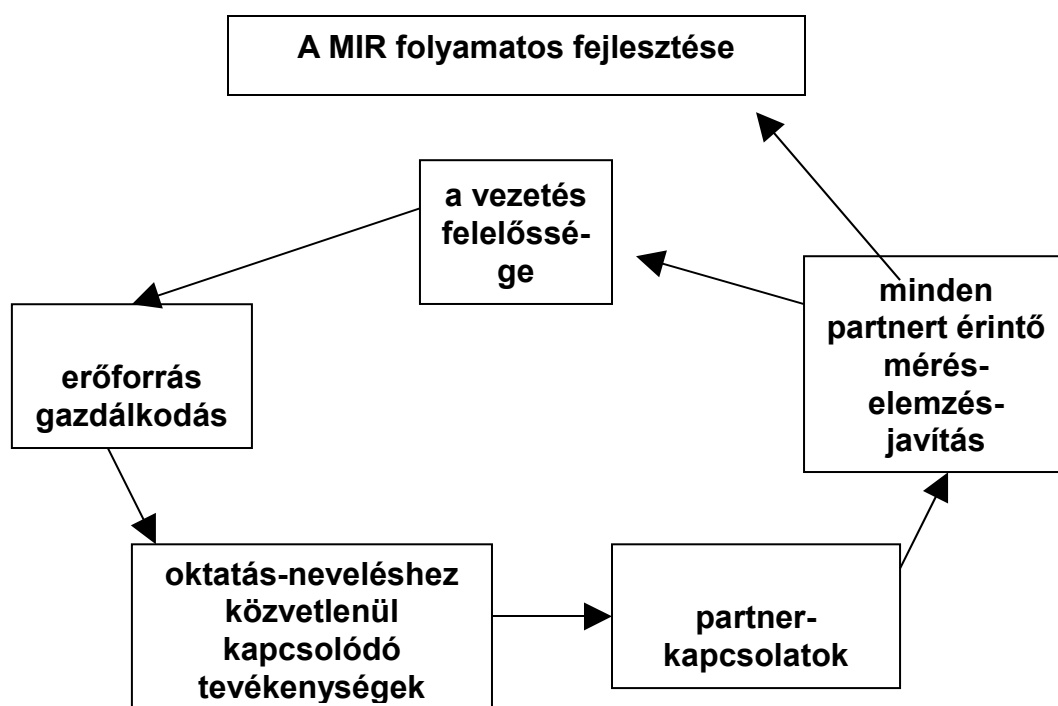 A MIR folyamatos fejlesztése
a vezetés
felelőssé-
ge
minden
partnert érintő
mérés-
elemzés-
javítás
erőforrás
gazdálkodás
oktatás-neveléshez
közvetlenül
kapcsolódó
tevékenységek
partner-
kapcsolatok